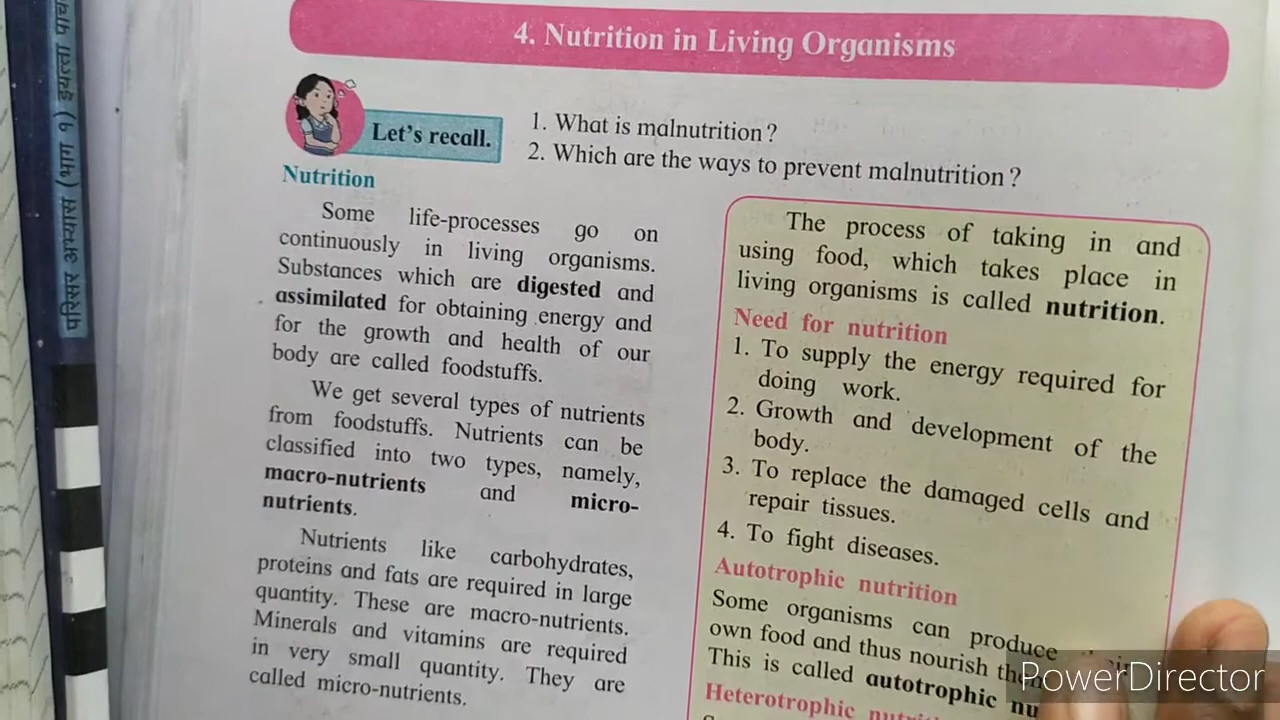 4. Nutrition in Living Organisms
Let's recall.
1. What is malnutrition ?
2. Which are the ways to prevent malnutrition ?
Nutrition
Some life-processes go on
continuously in living organisms.
Substances which are digested and
assimilated for obtaining energy and
for the growth and health of our
body are called foodstuffs.
We get several types of nutrients
from foodstuffs. Nutrients can be
classified into two types, namely,
macro-nutrients and micro-
nutrients.
Nutrients like carbohydrates,
proteins and fats are required in large
quantity. These are macro-nutrients.
Minerals and vitamins are required
in very small quantity. They are
called micro-nutrients.
The process of taking in and
using food, which takes place in
living organisms is called nutrition.
Need for nutrition
1. To supply the energy required for
doing work.
2. Growth and development of the
body.
3. To replace the damaged cells and
repair tissues.
4. To fight diseases.
Autotrophic nutrition
Some organisms can produce
own food and thus nourish
This is called autotrophic
Heterotrophic
परिसर अभ्यास (भाग १) इयत्ता
PowerDirector